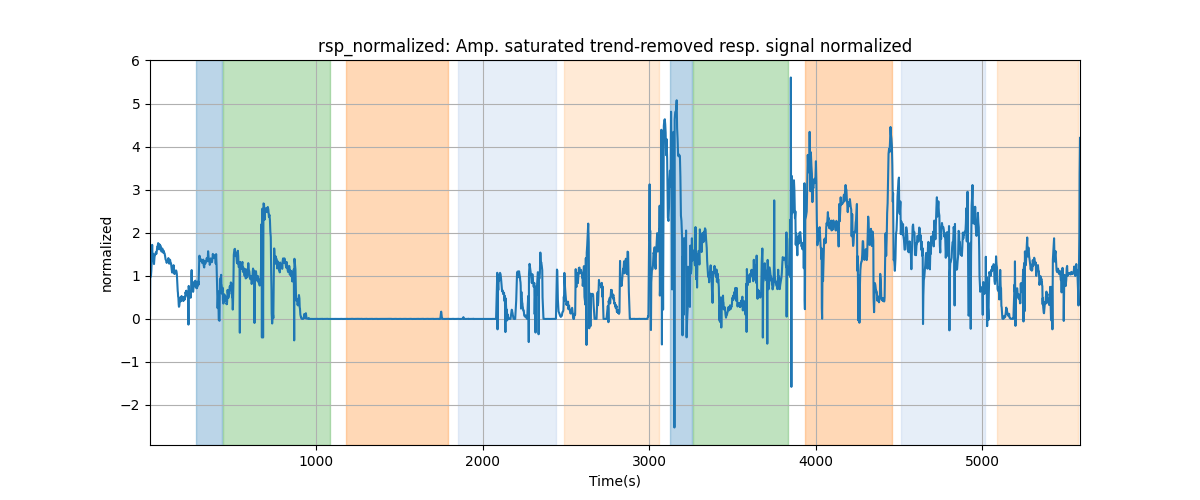 rsp_normalized: Amp. saturated trend-removed resp. signal normalized
6
5
4
3
2
1
0
−1
−2
normalized
1000 2000 3000 4000 5000
Time(s)